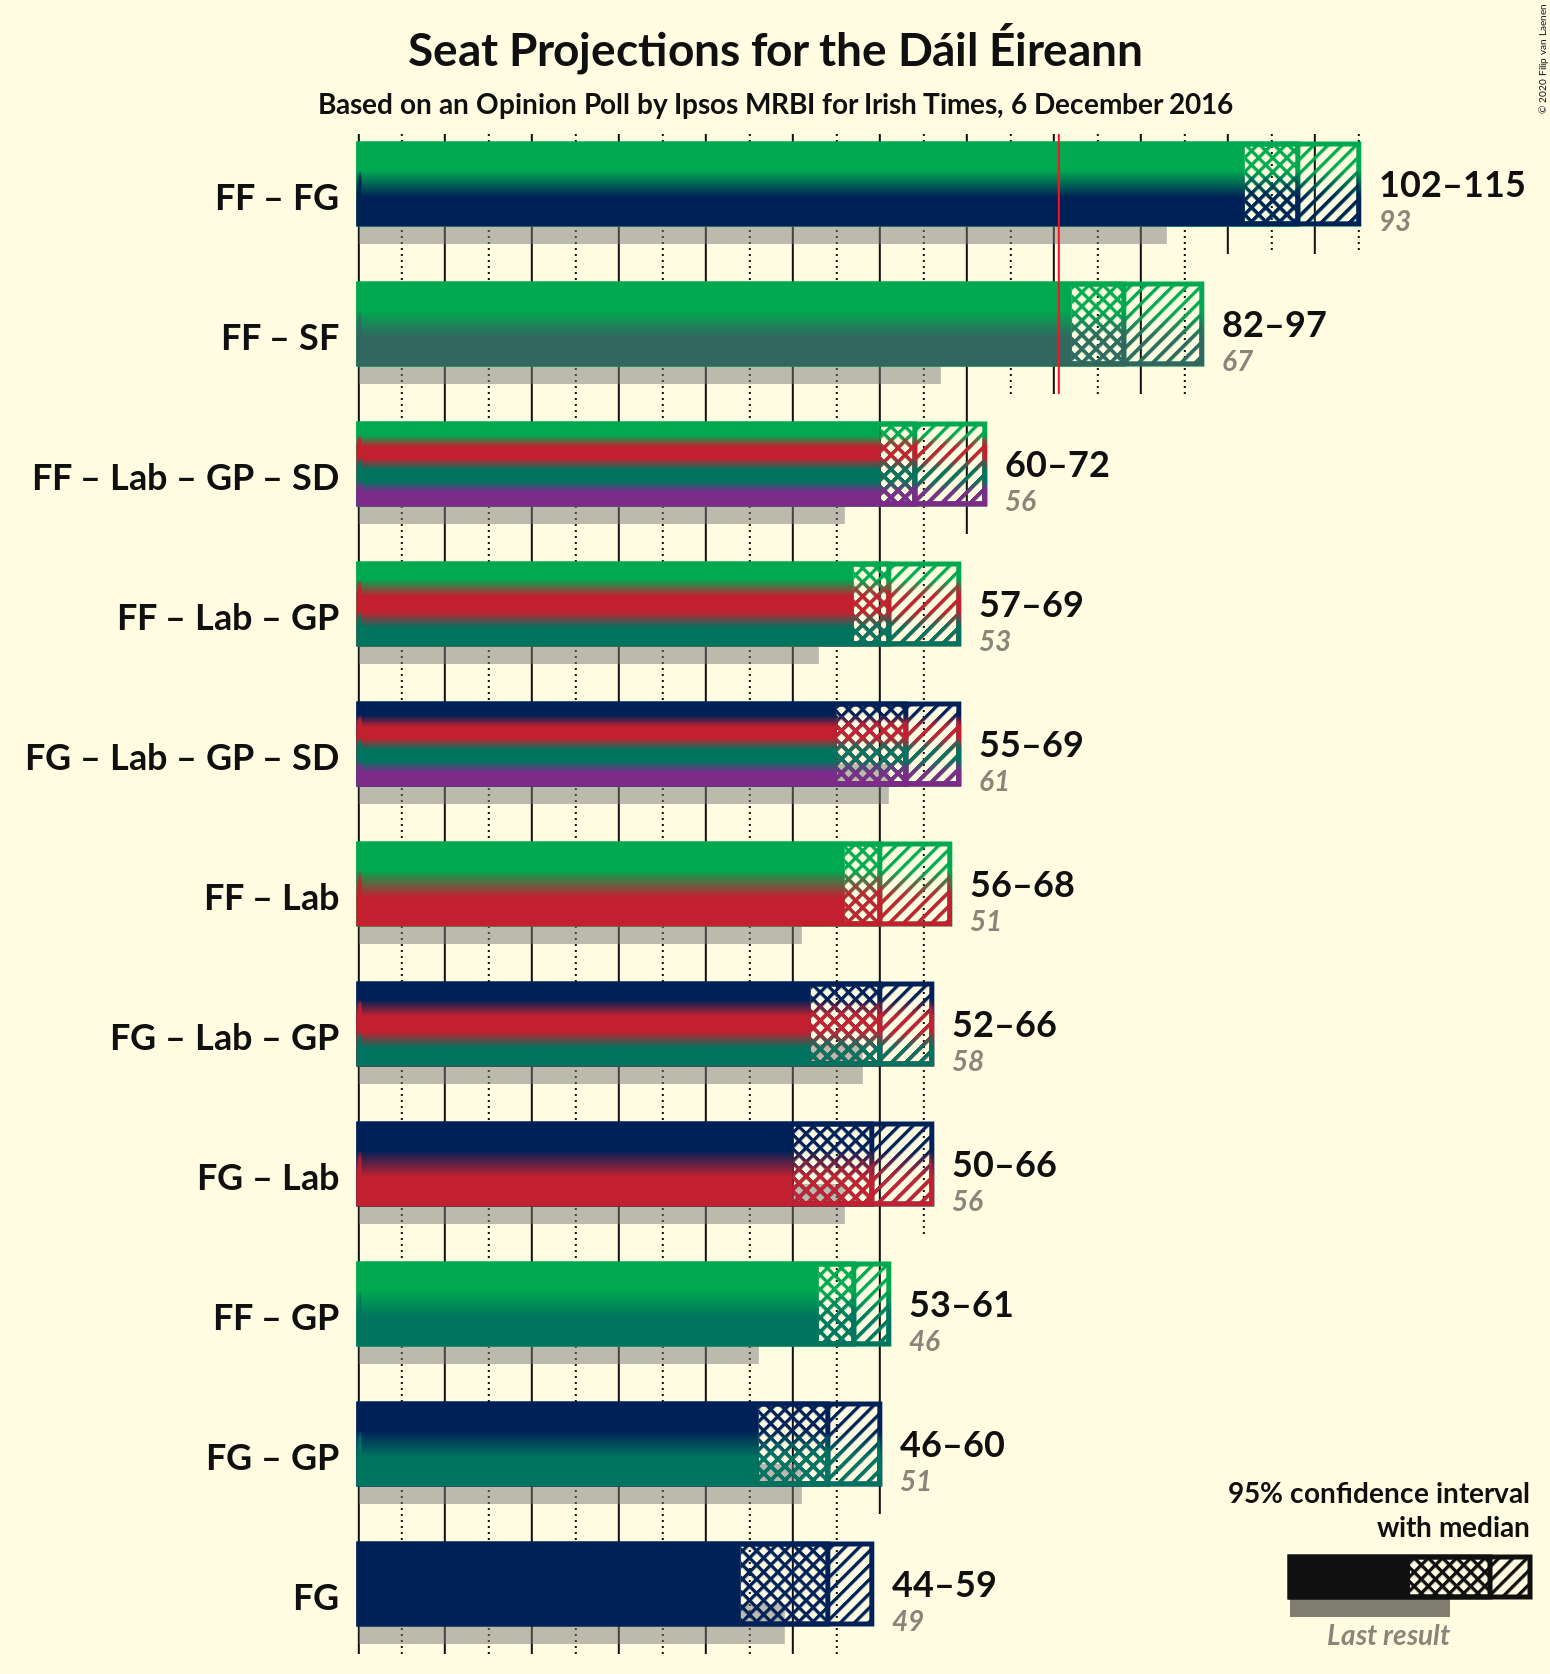 © 2020 Filip van Laenen
Seat Projections for the Dáil Éireann
Based on an Opinion Poll by Ipsos MRBI for Irish Times, 6 December 2016
FF – FG
102–115
93
FF – SF
82–97
67
FF – Lab – GP – SD
60–72
56
FF – Lab – GP
57–69
53
FG – Lab – GP – SD
55–69
61
FF – Lab
56–68
51
FG – Lab – GP
52–66
58
FG – Lab
50–66
56
FF – GP
53–61
46
FG – GP
46–60
51
FG
44–59
49
95% confidence interval
with median
Last result